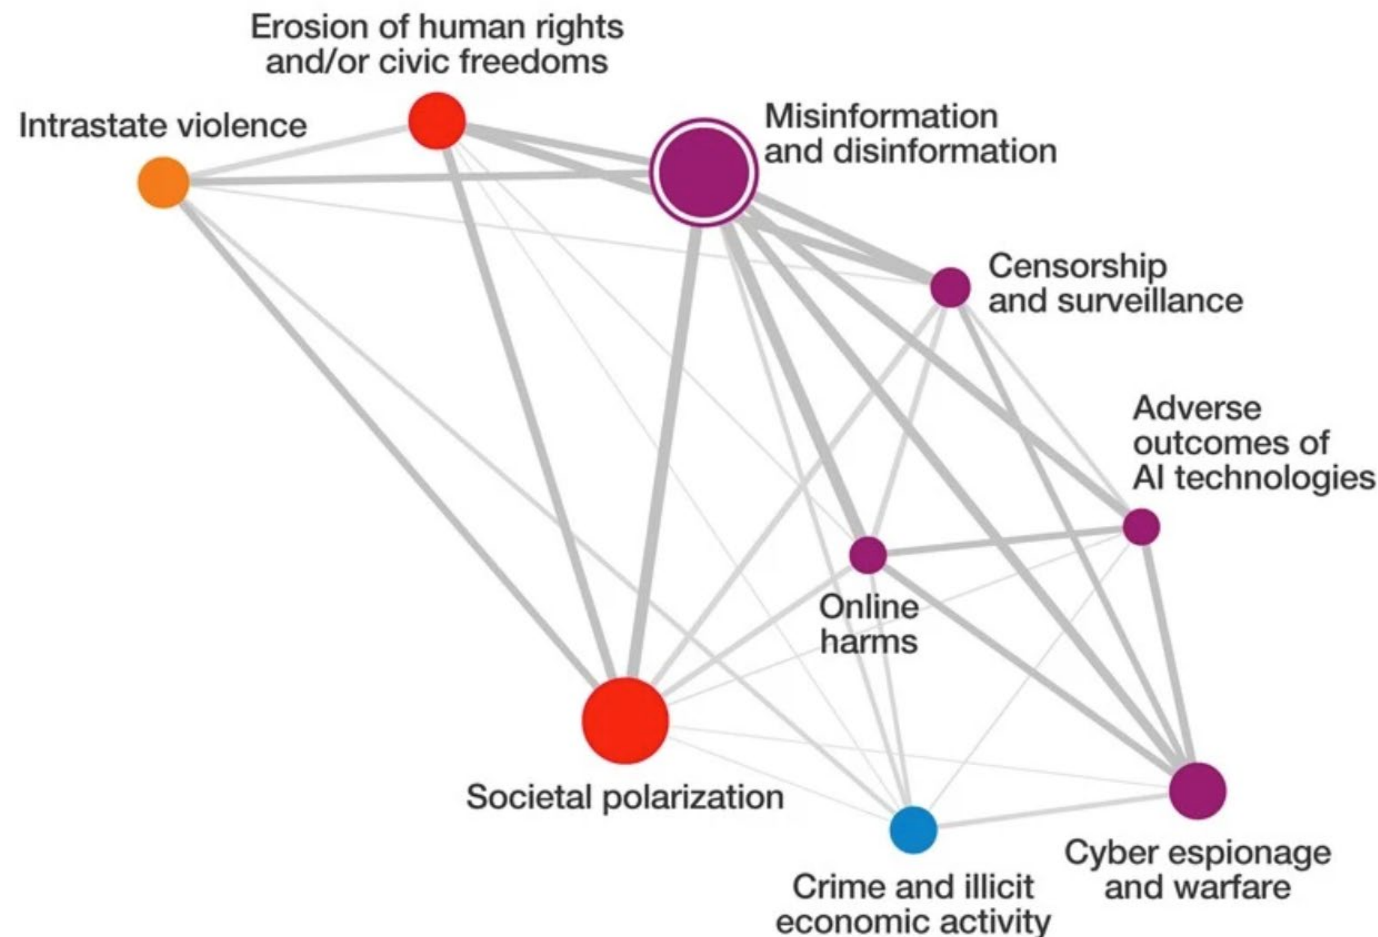 Erosion of human rights
and/or civic freedoms
Intrastate violence
Misinformation
and disinformation
Censorship
and surveillance
Adverse
outcomes of
AI technologies
Online
harms
Societal polarization
Cyber espionage
and warfare
Crime and illicit
economic activity